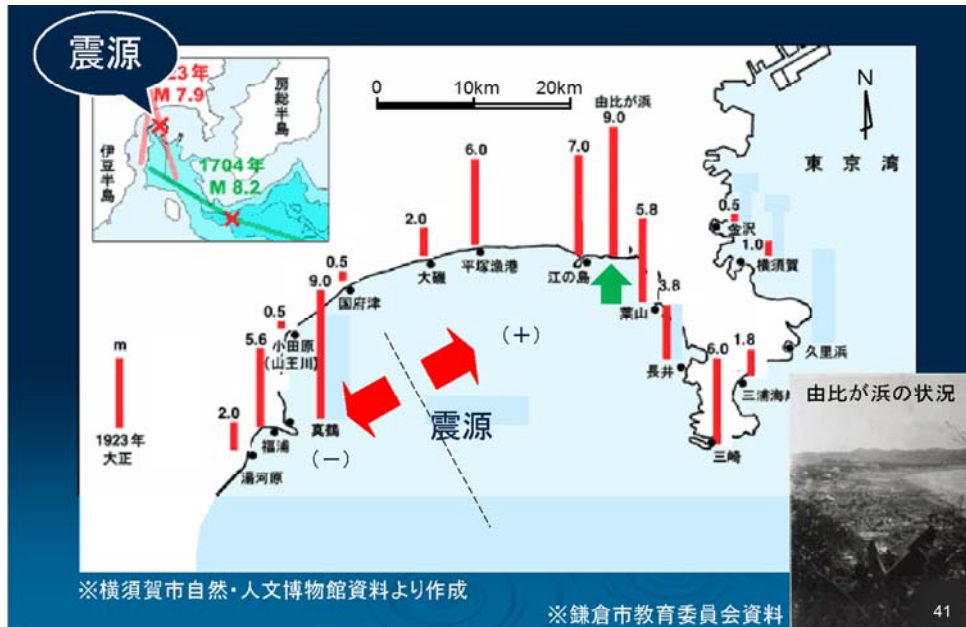 震源
23年
M 7.9
房総半島
伊豆半島
1704年
M 8.2
0 10km 20km
N
東京湾
由比が浜
9.0
7.0
6.0
5.8
2.0
0.5
金沢
1.0
横須賀
0.5
国府津
大磯
平塚漁港
江の島
葉山
3.8
9.0
0.5
小田原
(山王川)
5.6
(+)
長井
6.0
1.8
久里浜
三浦海岸
m
1923年
大正
2.0
福浦
真鶴
(-)
震源
湯河原
三崎
由比が浜の状況
※横須賀市自然・人文博物館資料より作成
※鎌倉市教育委員会資料
41